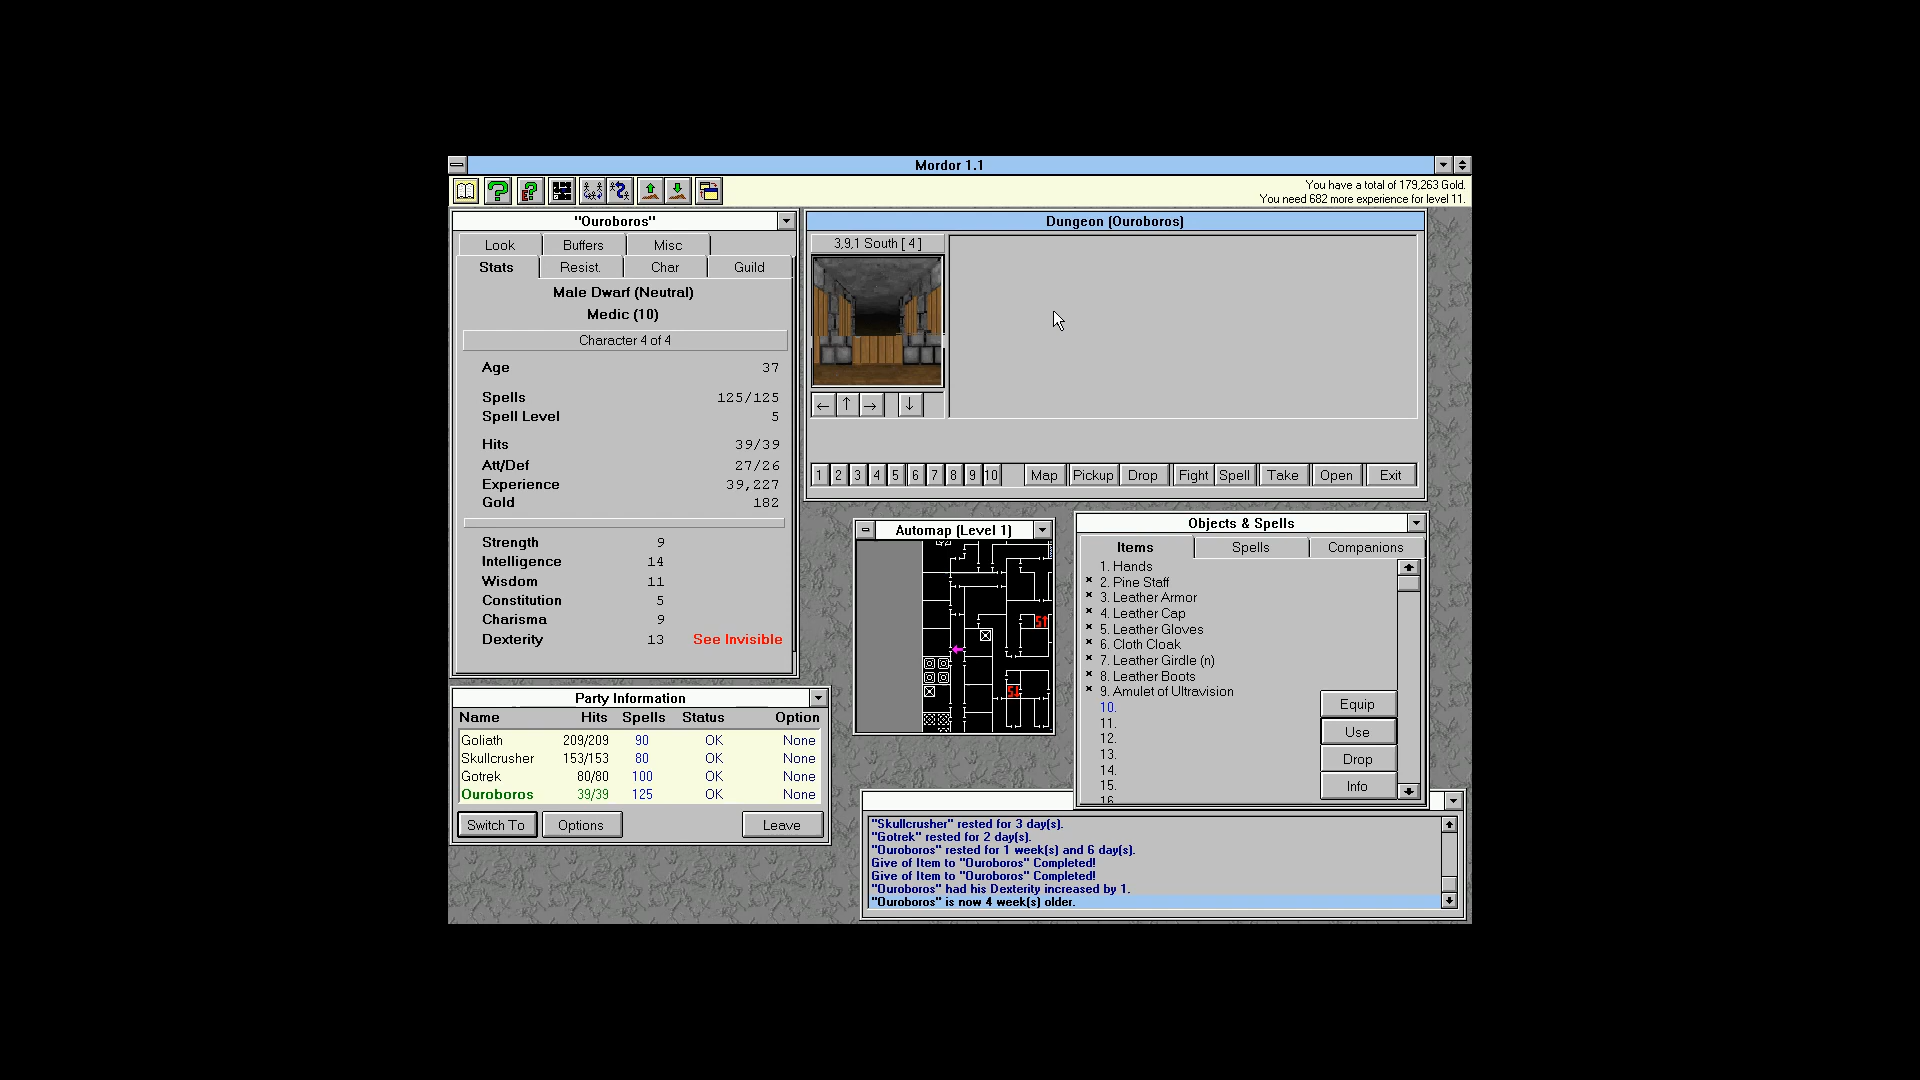 Mordor 1.1
You have a total of 179,263 Gold.
You need 682 more experience for level 11.
"Ouroboros"
Look Buffers Misc
Stats Resist. Char Guild
Male Dwarf (Neutral)
Medic (10)
Character 4 of 4
Age 37
Spells 125/125
Spell Level 5
Hits 39/39
Att/Def 27/26
Experience 39,227
Gold 182
Strength 9
Intelligence 14
Wisdom 11
Constitution 5
Charisma 9
Dexterity 13 See Invisible
Party Information
Name Hits Spells Status Option
Goliath 209/209 90 OK None
Skullcrusher 153/153 80 OK None
Gotrek 80/80 100 OK None
Ouroboros 39/39 125 OK None
Switch To Options Leave
Dungeon (Ouroboros)
3,9,1 South [ 4 ]
1 2 3 4 5 6 7 8 9 10 Map Pickup Drop Fight Spell Take Open Exit
Automap (Level 1)
Objects & Spells
Items Spells Companions
1. Hands
2. Pine Staff
3. Leather Armor
4. Leather Cap
5. Leather Gloves
6. Cloth Cloak
7. Leather Girdle (n)
8. Leather Boots
9. Amulet of Ultravision
10.
11.
12.
13.
14.
15.
16.
Equip
Use
Drop
Info
"Skullcrusher" rested for 3 day(s).
"Gotrek" rested for 2 day(s).
"Ouroboros" rested for 1 week(s) and 6 day(s).
Give of Item to "Ouroboros" Completed!
Give of Item to "Ouroboros" Completed!
"Ouroboros" had his Dexterity increased by 1.
"Ouroboros" is now 4 week(s) older.